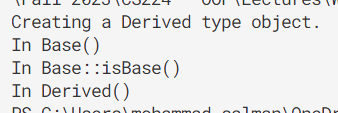 Creating a Derived type object.
In Base()
In Base::isBase()
In Derived()